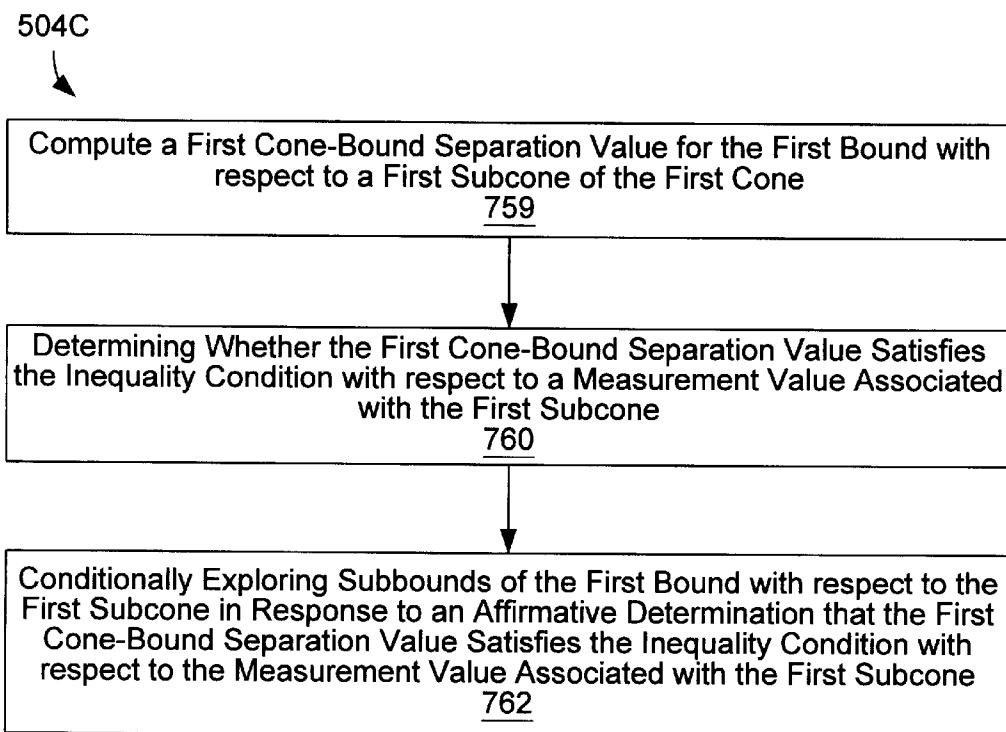 504C
Compute a First Cone-Bound Separation Value for the First Bound with
respect to a First Subcone of the First Cone
759
Determining Whether the First Cone-Bound Separation Value Satisfies
the Inequality Condition with respect to a Measurement Value Associated
with the First Subcone
760
Conditionally Exploring Subbounds of the First Bound with respect to the
First Subcone in Response to an Affirmative Determination that the First
Cone-Bound Separation Value Satisfies the Inequality Condition with
respect to the Measurement Value Associated with the First Subcone
762